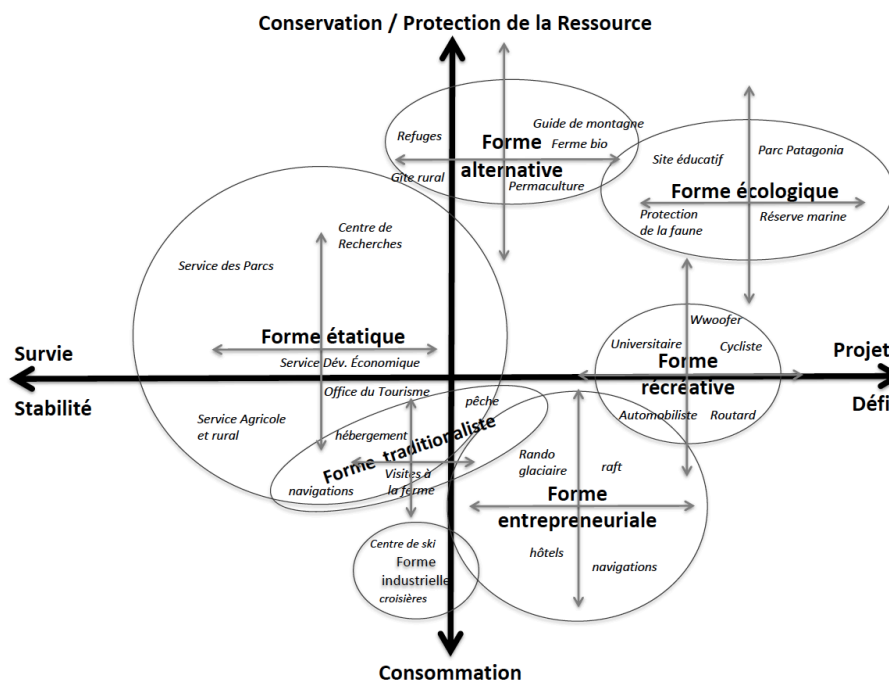 Conservation / Protection de la Ressource
Refuges
Guide de montagne
Forme
Ferme bio
alternative
Gîte rural
Permaculture
Site éducatif
Parc Patagonia
Forme écologique
Protection
de la faune
Réserve marine
Centre de
Recherches
Service des Parcs
Forme étatique
Service Dév. Économique
Office du Tourisme
Service Agricole
et rural
Survie
Stabilité
Wwoofer
Universitaire
Cycliste
Forme
récréative
Automobiliste
Routard
Projet
Défi
pêche
hébergement
Forme traditionaliste
Visites à
la ferme
navigations
Rando
glaciaire
raft
Forme
entrepreneuriale
hôtels
navigations
Centre de ski
Forme
industrielle
croisières
Consommation